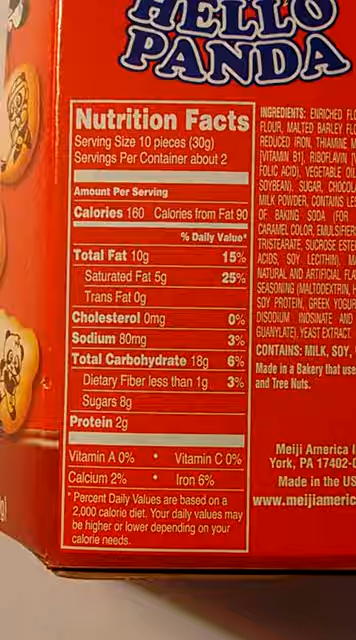 HELLO
PANDA
Nutrition Facts
Serving Size 10 pieces (30g)
Servings Per Container about 2
Amount Per Serving
Calories 160 Calories from Fat 90
% Daily Value*
Total Fat 10g 15%
Saturated Fat 5g 25%
Trans Fat 0g
Cholesterol 0mg 0%
Sodium 80mg 3%
Total Carbohydrate 18g 6%
Dietary Fiber less than 1g 3%
Sugars 8g
Protein 2g
Vitamin A 0% • Vitamin C 0%
Calcium 2% • Iron 6%
* Percent Daily Values are based on a
2,000 calorie diet. Your daily values may
be higher or lower depending on your
calorie needs.
INGREDIENTS: ENRICHED
FLOUR, MALTED BARLEY
REDUCED IRON, THIAMINE
[VITAMIN B1), RIBOFLAVIN
FOLIC ACID), VEGETABLE
SOYBEAN), SUGAR,
MILK POWDER, CONTAINS
OF BAKING SODA (FOR
CARAMEL COLOR,
TRISTEARATE, SUCROSE
ACIDS, SOY LECITHIN),
NATURAL AND ARTIFICIAL
SEASONING (MALTODEXTRIN,
SOY PROTEIN, GREEK
DISODIUM INOSINATE AND
GUANYLATE), YEAST EXTRACT.
CONTAINS: MILK, SOY,
Made in a Bakery that
and Tree Nuts.
Meiji America
York, PA 17402-
Made in the
www.meijiameric